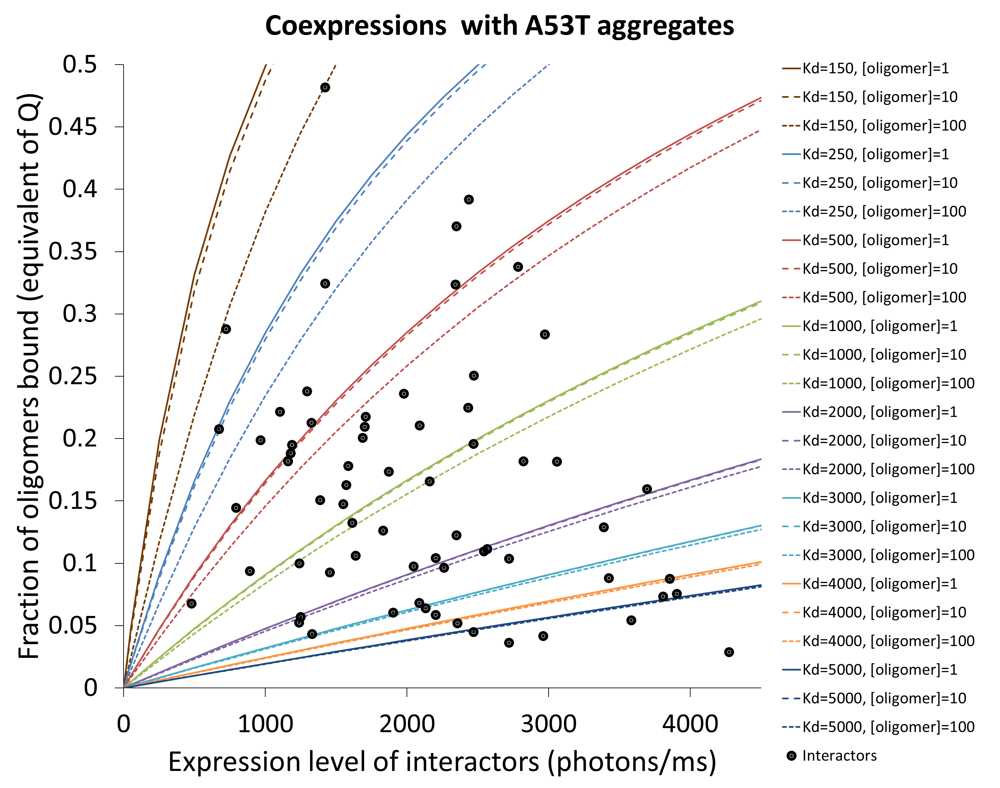 Coexpressions with A53T aggregates
Fraction of oligomers bound (equivalent of Q)
0.5
0.45
0.4
0.35
0.3
0.25
0.2
0.15
0.1
0.05
0
0 1000 2000 3000 4000
Expression level of interactors (photons/ms)
Kd=150, [oligomer]=1
Kd=150, [oligomer]=10
Kd=150, [oligomer]=100
Kd=250, [oligomer]=1
Kd=250, [oligomer]=10
Kd=250, [oligomer]=100
Kd=500, [oligomer]=1
Kd=500, [oligomer]=10
Kd=500, [oligomer]=100
Kd=1000, [oligomer]=1
Kd=1000, [oligomer]=10
Kd=1000, [oligomer]=100
Kd=2000, [oligomer]=1
Kd=2000, [oligomer]=10
Kd=2000, [oligomer]=100
Kd=3000, [oligomer]=1
Kd=3000, [oligomer]=10
Kd=3000, [oligomer]=100
Kd=4000, [oligomer]=1
Kd=4000, [oligomer]=10
Kd=4000, [oligomer]=100
Kd=5000, [oligomer]=1
Kd=5000, [oligomer]=10
Kd=5000, [oligomer]=100
Interactors